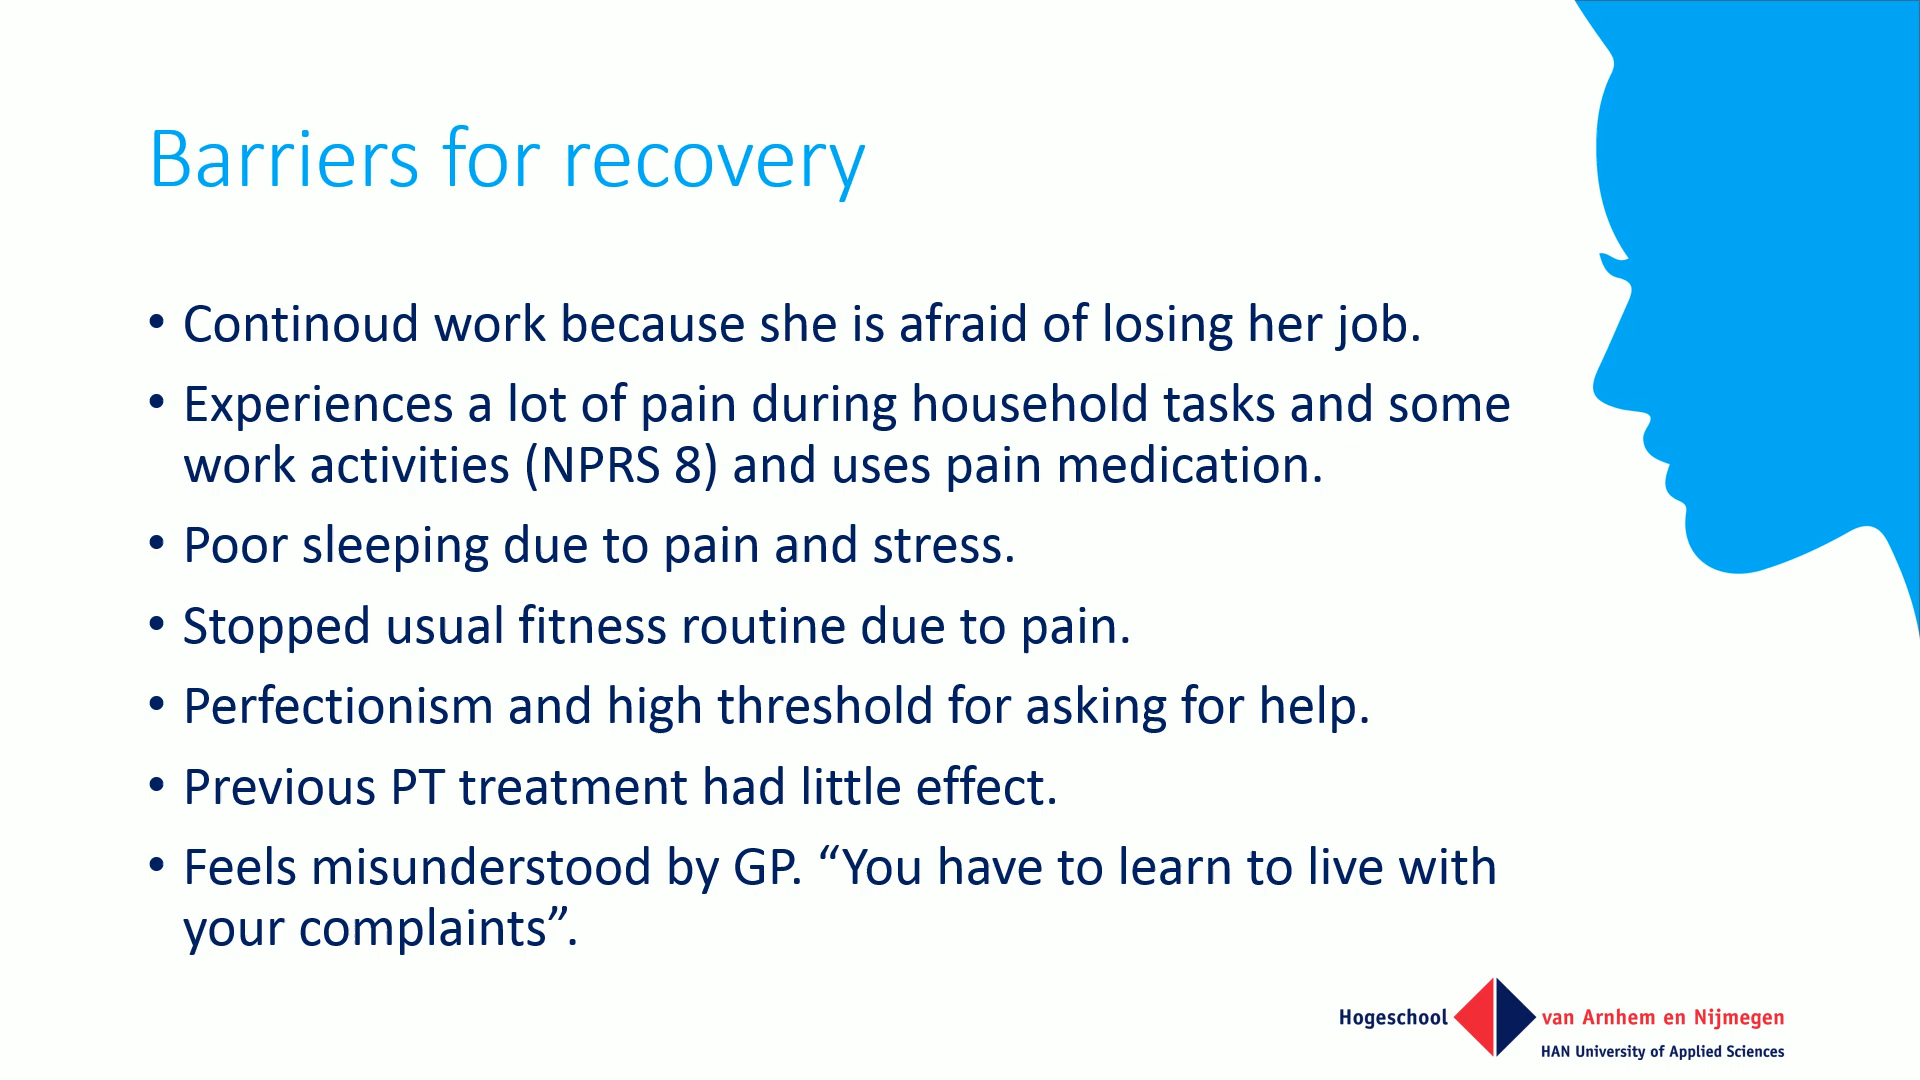 Barriers for recovery
• Continoud work because she is afraid of losing her job.
• Experiences a lot of pain during household tasks and some
work activities (NPRS 8) and uses pain medication.
• Poor sleeping due to pain and stress.
• Stopped usual fitness routine due to pain.
• Perfectionism and high threshold for asking for help.
• Previous PT treatment had little effect.
• Feels misunderstood by GP. “You have to learn to live with
your complaints”.
Hogeschool van Arnhem en Nijmegen
HAN University of Applied Sciences